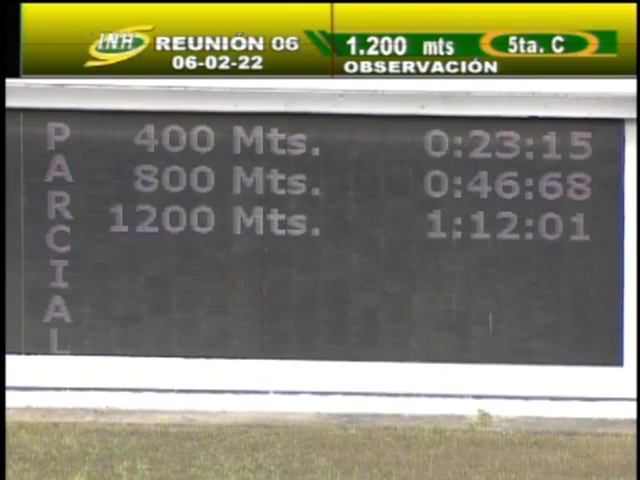 INH REUNIÓN 06
06-02-22
1.200 mts
5ta. C
OBSERVACIÓN
PARCIAL
400 Mts. 0:23:15
800 Mts. 0:46:68
1200 Mts. 1:12:01